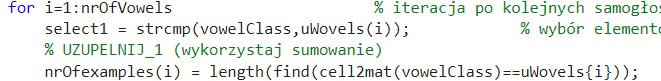 for i=1:nrOfVowels % iteracja po kolejnych samogło
select1 = strcmp(vowelClass,uWovels(i)); % wybór element
% UZUPELNIJ_1 (wykorzystaj sumowanie)
nrOfexamples(i) = length(find(cell2mat(vowelClass)==uWovels{i}));